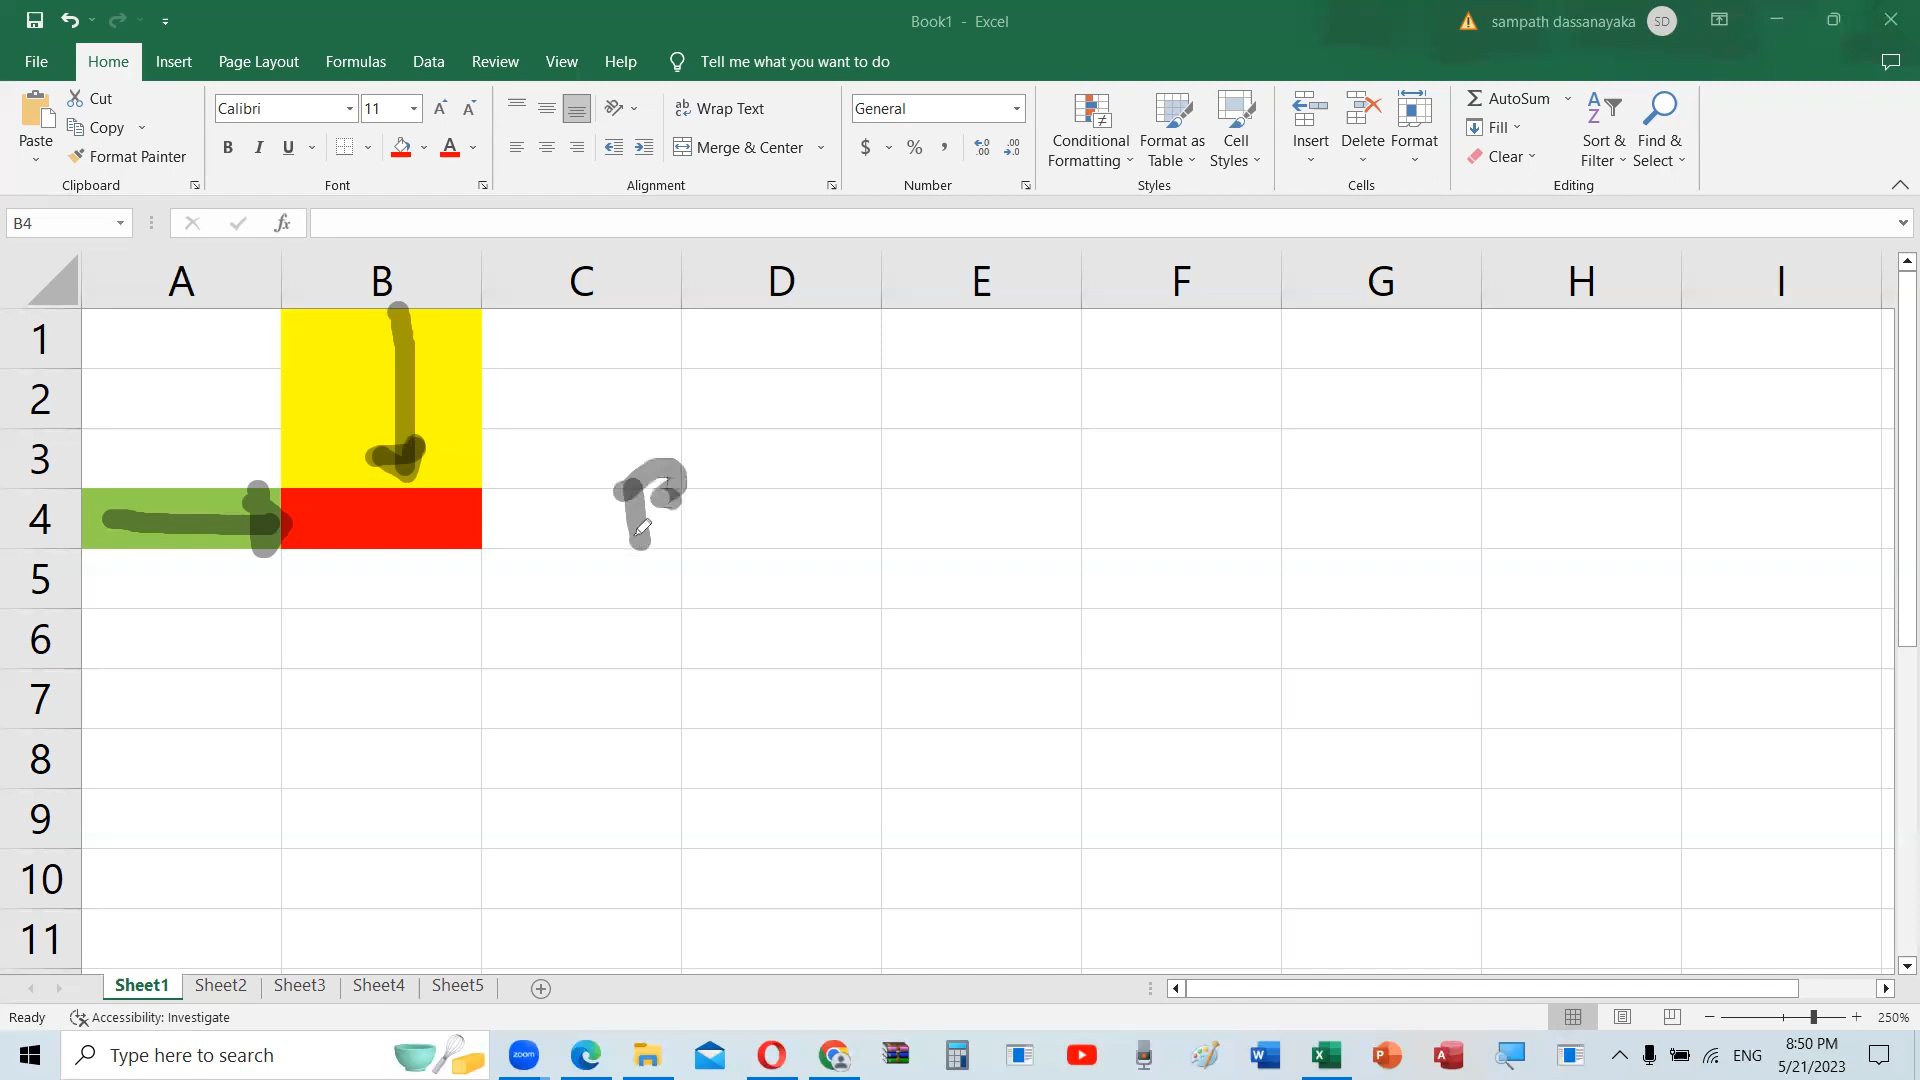 Book1 - Excel
sampath dassanayaka
SD
File
Home
Insert
Page Layout
Formulas
Data
Review
View
Help
Tell me what you want to do
Paste
Cut
Copy
Format Painter
Clipboard
Calibri
11
B
I
U
A
Font
ab
Wrap Text
Merge & Center
Alignment
General
$
%
Number
Conditional Formatting
Format as Table
Cell Styles
Styles
Insert
Delete
Format
Cells
AutoSum
Fill
Clear
Sort & Filter
Find & Select
Editing
B4
fx
A B C D E F G H I
1
2
3
4
5
6
7
8
9
10
11
Sheet1
Sheet2
Sheet3
Sheet4
Sheet5
Ready
Accessibility: Investigate
250%
Type here to search
zoom
ENG
8:50 PM
5/21/2023